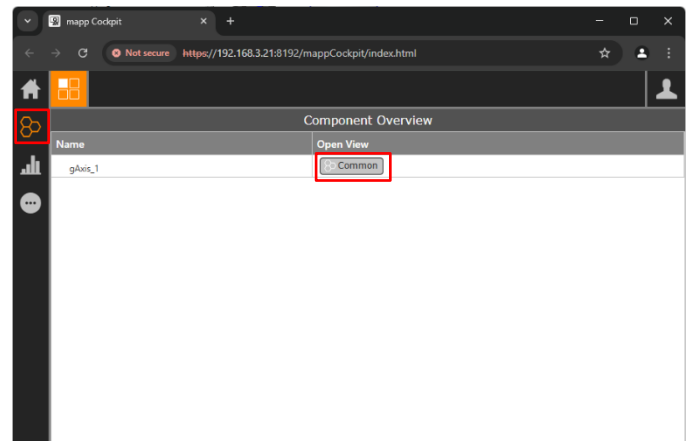 mapp Cockpit
Not secure https://192.168.3.21:8192/mappCockpit/index.html
Component Overview
Name Open View
gAxis_1 Common